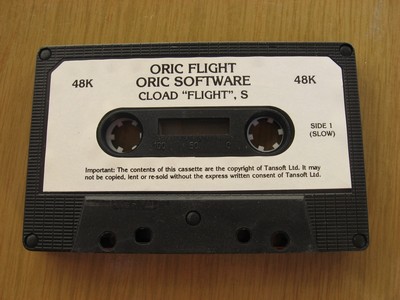 ORIC FLIGHT
ORIC SOFTWARE
48K
48K
CLOAD "FLIGHT", S
SIDE 1
(SLOW)
Important: The contents of this cassette are the copyright of Tansoft Ltd. It may
not be copied, lent or re-sold without the express written consent of Tansoft Ltd.